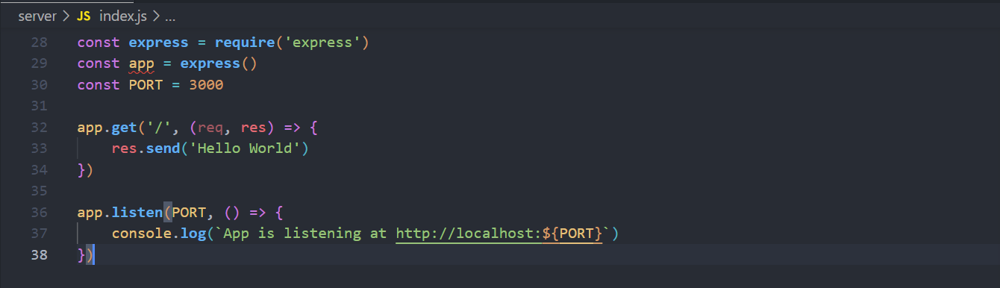 server > JS index.js > ...
28 const express = require('express')
29 const app = express()
30 const PORT = 3000
31
32 app.get('/', (req, res) => {
33     res.send('Hello World')
34 })
35
36 app.listen(PORT, () => {
37     console.log(`App is listening at http://localhost:${PORT}`)
38 })